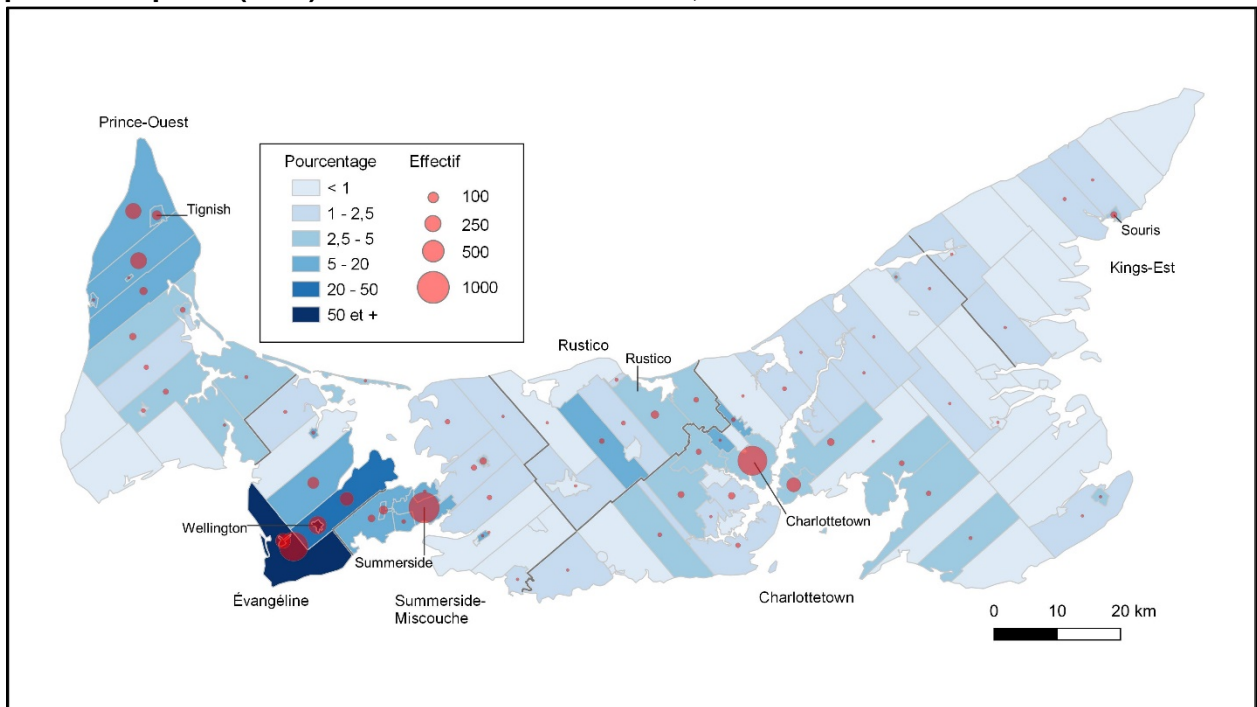 Prince-Ouest
Tignish
Pourcentage
Effectif
< 1
1 - 2,5
2,5 - 5
5 - 20
20 - 50
50 et +
100
250
500
1000
Souris
Kings-Est
Rustico
Rustico
Wellington
Summerside
Charlottetown
Évangéline
Summerside-
Miscouche
Charlottetown
0 10 20 km